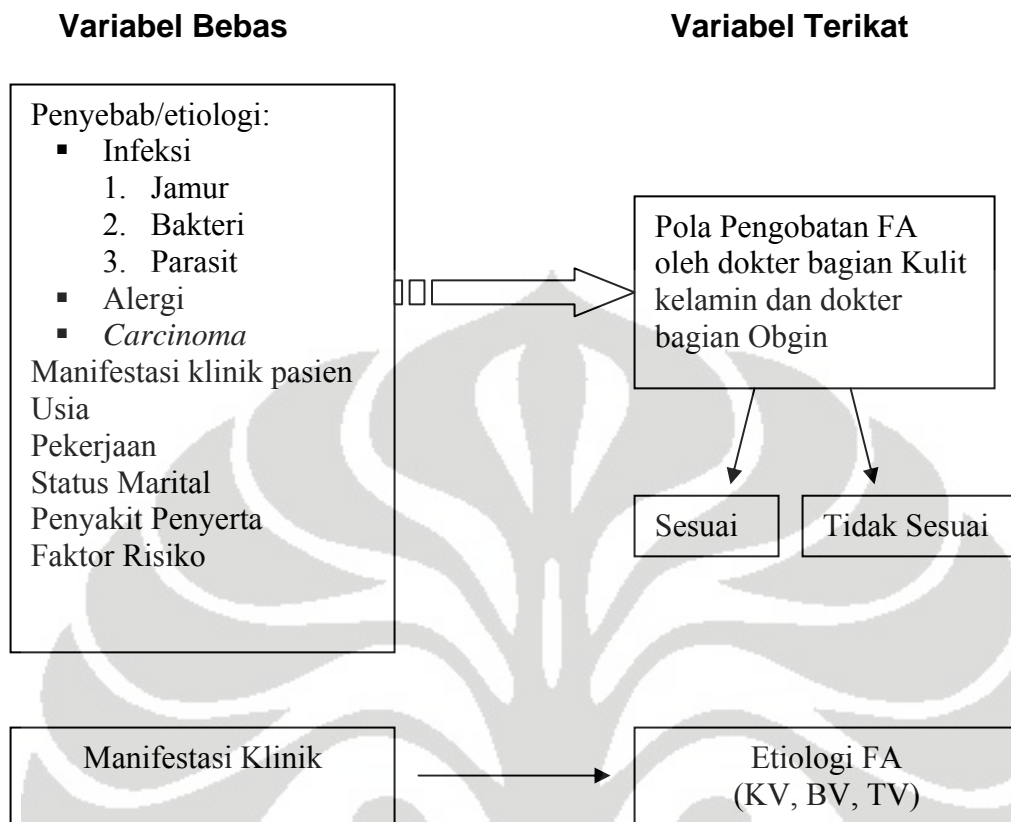 Variabel Bebas
Variabel Terikat
Penyebab/etiologi:
▪ Infeksi
1. Jamur
2. Bakteri
3. Parasit
▪ Alergi
▪ Carcinoma
Manifestasi klinik pasien
Usia
Pekerjaan
Status Marital
Penyakit Penyerta
Faktor Risiko
Pola Pengobatan FA
oleh dokter bagian Kulit
kelamin dan dokter
bagian Obgin
Sesuai
Tidak Sesuai
Manifestasi Klinik
Etiologi FA
(KV, BV, TV)